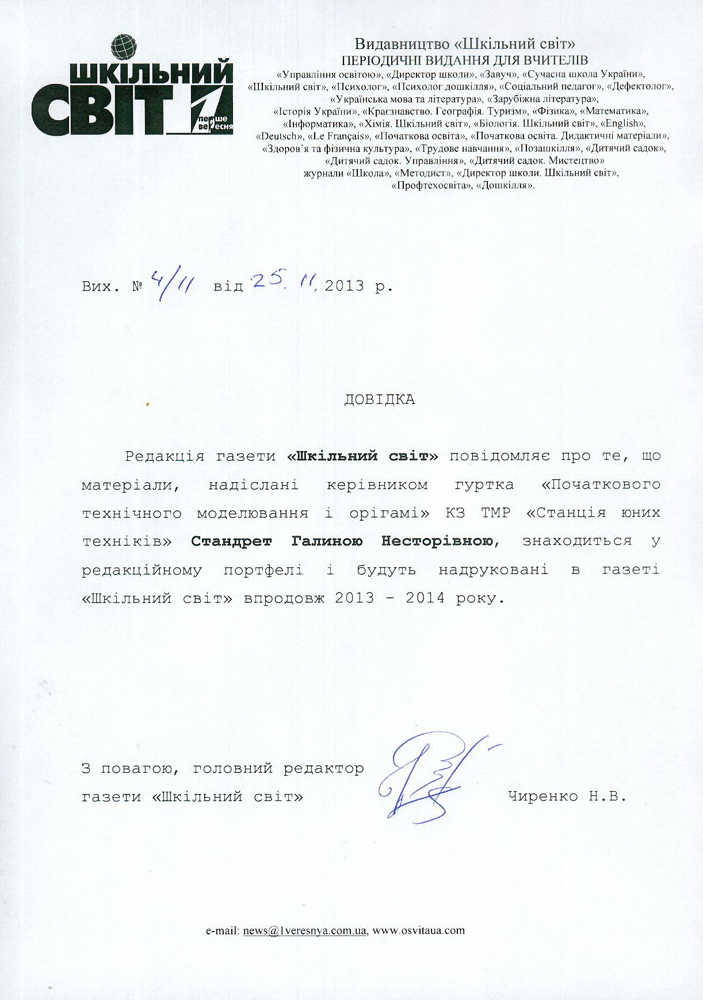 ШКІЛЬНИЙ
СВІТ
перше
вересня
Видавництво «Шкільний світ»
ПЕРІОДИЧНІ ВИДАННЯ ДЛЯ ВЧИТЕЛІВ
«Управління освітою», «Директор школи», «Завуч», «Сучасна школа України»,
«Шкільний світ», «Психолог», «Психолог дошкілля», «Соціальний педагог», «Дефектолог»,
«Українська мова та література», «Зарубіжна література»,
«Історія України», «Краєзнавство. Географія. Туризм», «Фізика», «Математика»,
«Інформатика», «Хімія. Шкільний світ», «Біологія. Шкільний світ», «English»,
«Deutsch», «Le Français», «Початкова освіта», «Початкова освіта. Дидактичні матеріали»,
«Здоров’я та фізична культура», «Трудове навчання», «Позашкілля», «Дитячий садок»,
«Дитячий садок. Управління», «Дитячий садок. Мистецтво»
журнали «Школа», «Методист», «Директор школи. Шкільний світ»,
«Профтехосвіта», «Дошкілля».
Вих. № 4/11 від 25. 11. 2013 р.
ДОВІДКА
Редакція газети «Шкільний світ» повідомляє про те, що
матеріали, надіслані керівником гуртка «Початкового
технічного моделювання і орігамі» КЗ ТМР «Станція юних
техніків» Стандрет Галиною Несторівною, знаходиться у
редакційному портфелі і будуть надруковані в газеті
«Шкільний світ» впродовж 2013 – 2014 року.
З повагою, головний редактор
газети «Шкільний світ» Чиренко Н.В.
e-mail: news@1veresnya.com.ua, www.osvitaua.com